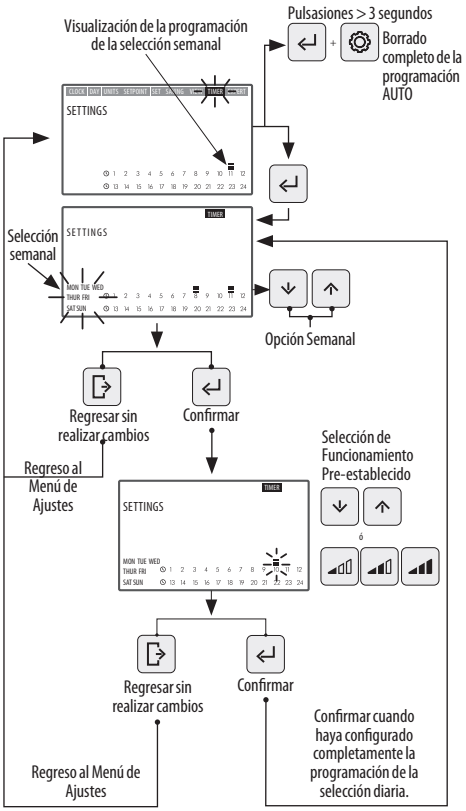 Visualización de la programación
de la selección semanal
Pulsasiones > 3 segundos
+
Borrado
completo de la
programación
AUTO
CLOCK DAY UNITS SETPOINT SET TIMER
SETTINGS
1 2 3 4 5 6 7 8 9 10 11 12
13 14 15 16 17 18 19 20 21 22 23 24
TIMER
SETTINGS
Selección
semanal
MON TUE WED
THUR FRI 1 2 3 4 5 6 7 8 9 10 11 12
SAT SUN 13 14 15 16 17 18 19 20 21 22 23 24
Opción Semanal
Regresar sin
realizar cambios
Confirmar
Regreso al
Menú de
Ajustes
TIMER
SETTINGS
MON TUE WED
THUR FRI 1 2 3 4 5 6 7 8 9 10 11 12
SAT SUN 13 14 15 16 17 18 19 20 21 22 23 24
Selección de
Funcionamiento
Pre-establecido
ó
Regresar sin
realizar cambios
Confirmar
Regreso al Menú de
Ajustes
Confirmar cuando
haya configurado
completamente la
programación de la
selección diaria.